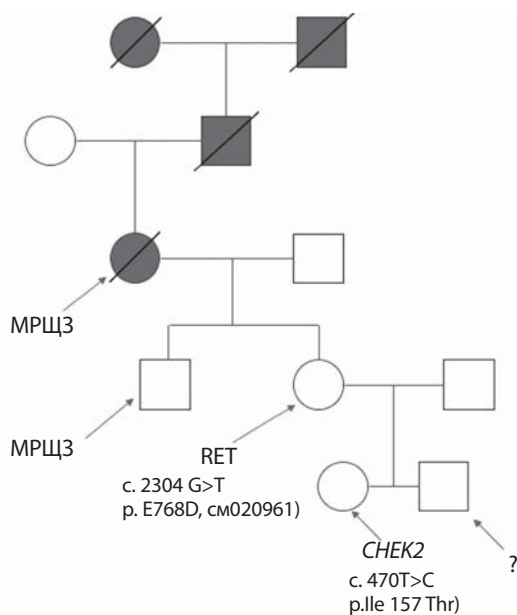 МРЩЗ
МРЩЗ
RET
c. 2304 G>T
p. E768D, см020961)
CHEK2
c. 470T>C
p.Ile 157 Thr)
?